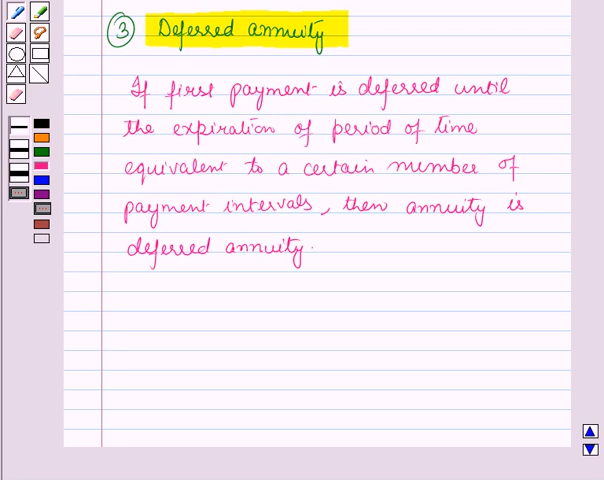 ③ Deferred annuity
If first payment is deferred until
the expiration of period of time
equivalent to a certain number of
payment intervals, then annuity is
deferred annuity.